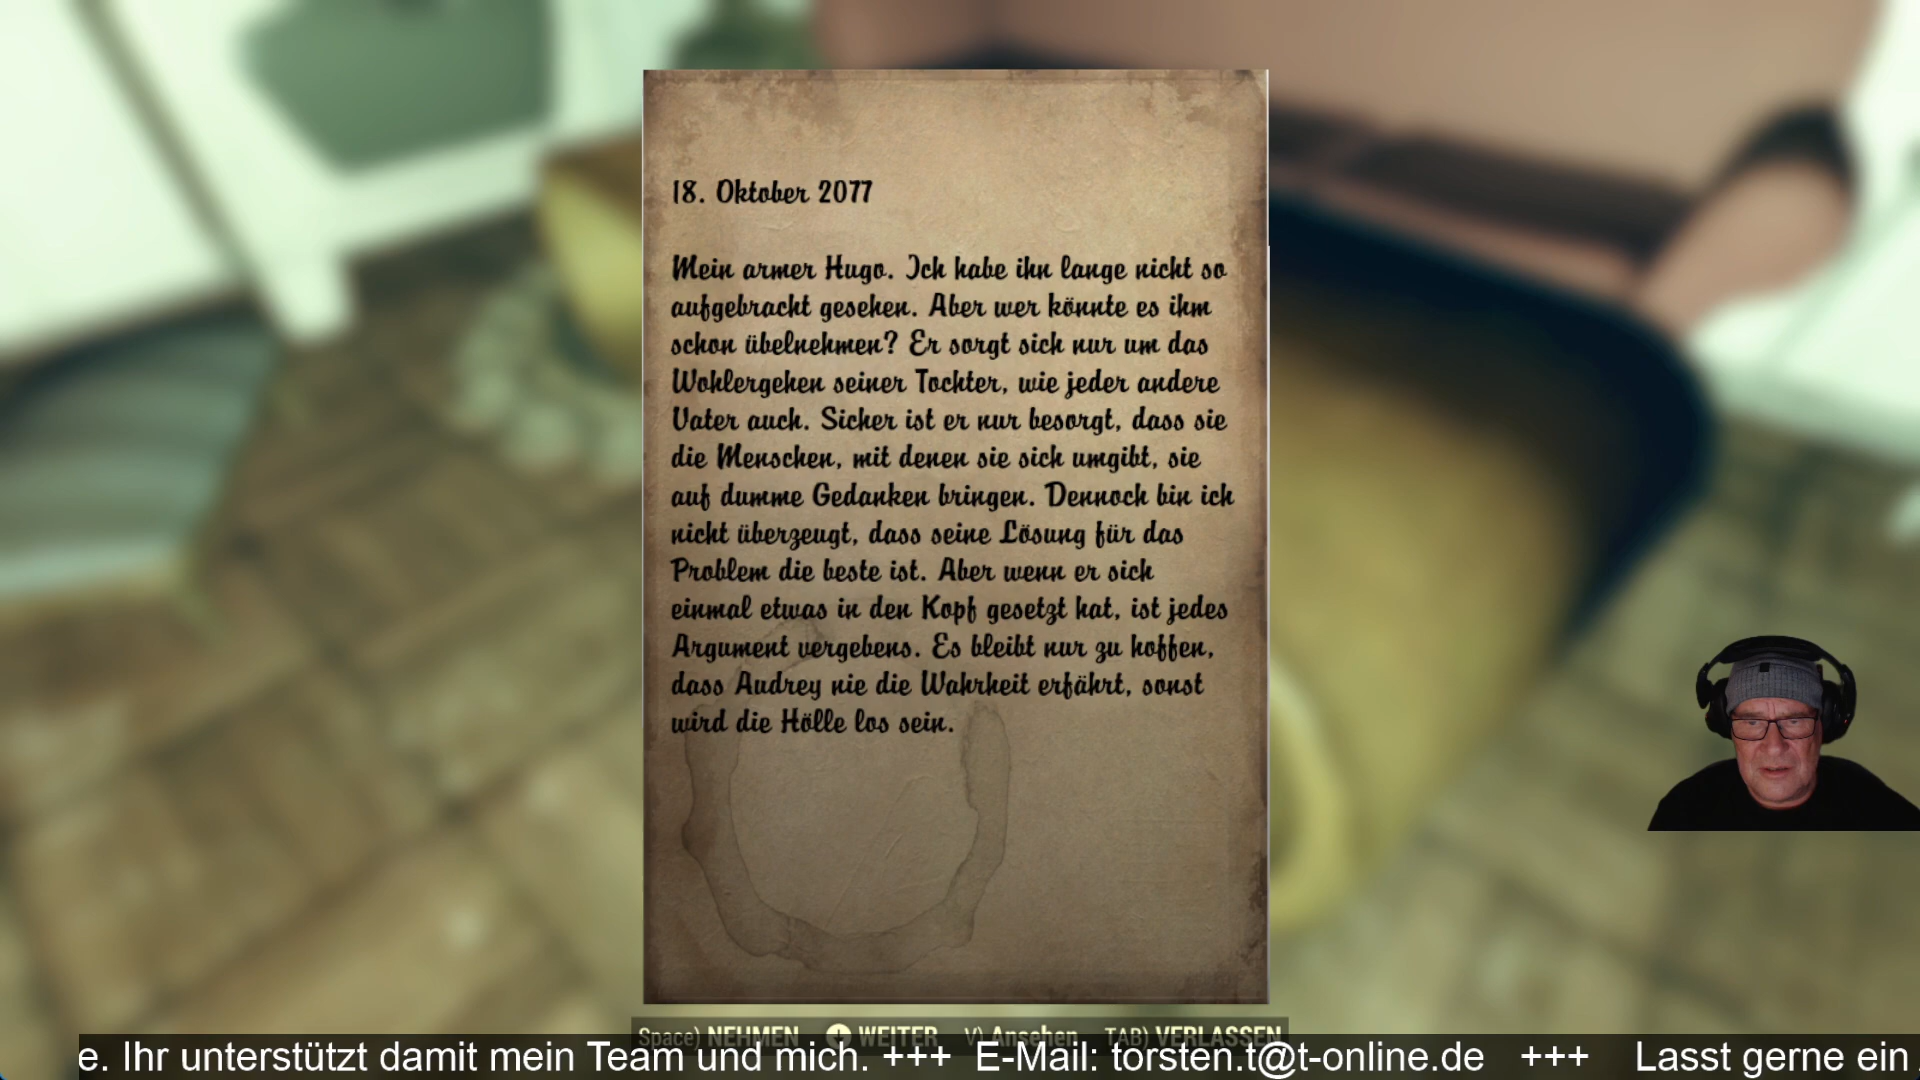 18. Oktober 2077
Mein armer Hugo. Ich habe ihn lange nicht so
aufgebracht gesehen. Aber wer könnte es ihm
schon übelnehmen? Er sorgt sich nur um das
Wohlergehen seiner Tochter, wie jeder andere
Vater auch. Sicher ist er nur besorgt, dass sie
die Menschen, mit denen sie sich umgibt, sie
auf dumme Gedanken bringen. Dennoch bin ich
nicht überzeugt, dass seine Lösung für das
Problem die beste ist. Aber wenn er sich
einmal etwas in den Kopf gesetzt hat, ist jedes
Argument vergebens. Es bleibt nur zu hoffen,
dass Audrey nie die Wahrheit erfährt, sonst
wird die Hölle los sein.
Space) NEHMEN WEITER V) Ansehen TAB) VERLASSEN
e. Ihr unterstützt damit mein Team und mich. +++ E-Mail: torsten.t@t-online.de +++ Lasst gerne ein